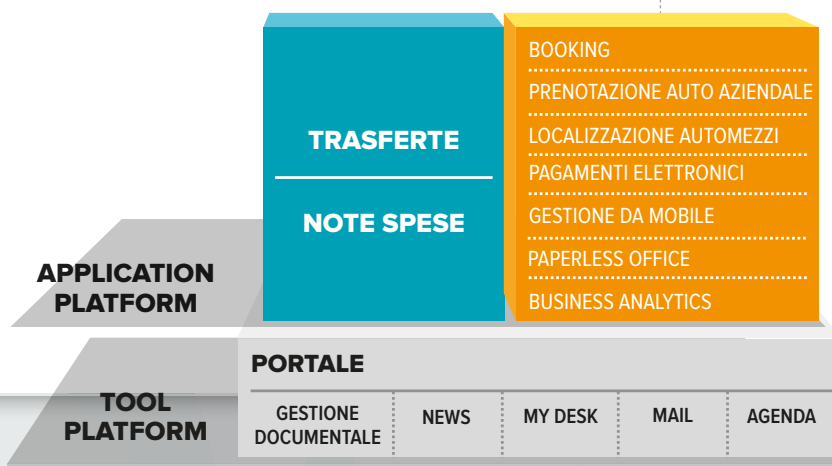 TRASFERTE
NOTE SPESE
BOOKING
PRENOTAZIONE AUTO AZIENDALE
LOCALIZZAZIONE AUTOMEZZI
PAGAMENTI ELETTRONICI
GESTIONE DA MOBILE
PAPERLESS OFFICE
BUSINESS ANALYTICS
APPLICATION
PLATFORM
TOOL
PLATFORM
PORTALE
GESTIONE
DOCUMENTALE
NEWS
MY DESK
MAIL
AGENDA